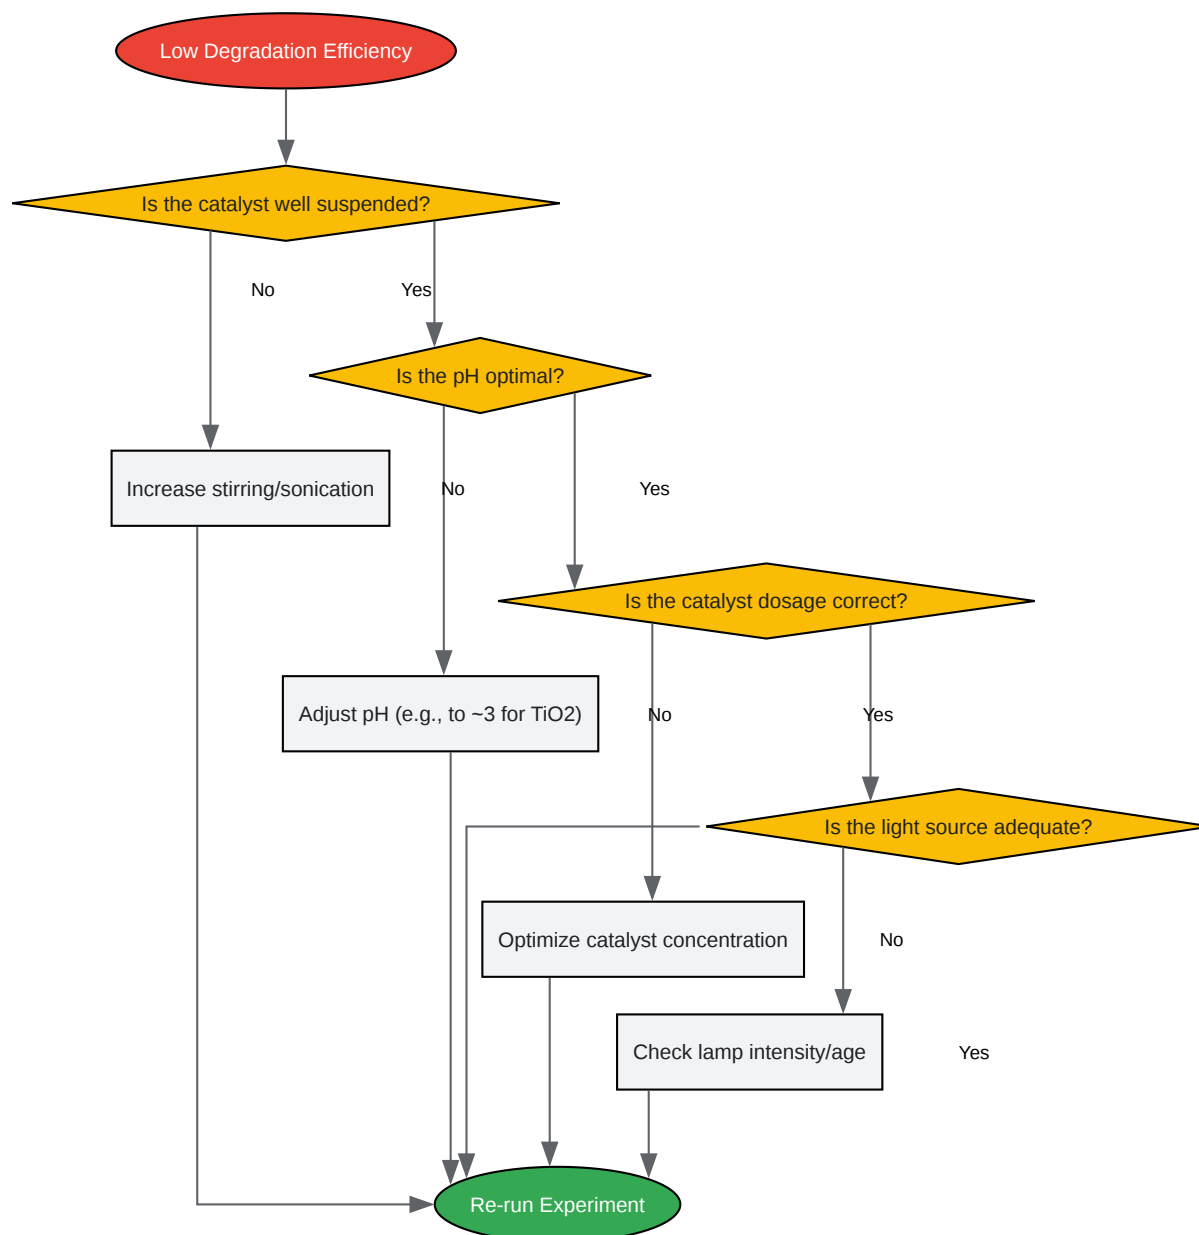 Low Degradation Efficiency
Is the catalyst well suspended?
No
Yes
Is the pH optimal?
Increase stirring/sonication
No
Yes
Is the catalyst dosage correct?
Adjust pH (e.g., to ~3 for TiO2)
No
Yes
Is the light source adequate?
Optimize catalyst concentration
No
Check lamp intensity/age
Yes
Re-run Experiment